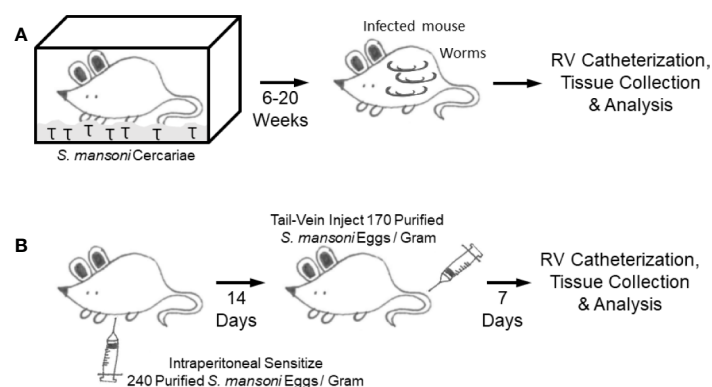 A
Infected mouse
Worms
6-20
Weeks
RV Catheterization,
Tissue Collection
& Analysis
τ τ τ τ τ τ τ
S. mansoni Cercariae
B
Tail-Vein Inject 170 Purified
S. mansoni Eggs / Gram
14
Days
7
Days
RV Catheterization,
Tissue Collection
& Analysis
Intraperitoneal Sensitize
240 Purified S. mansoni Eggs / Gram